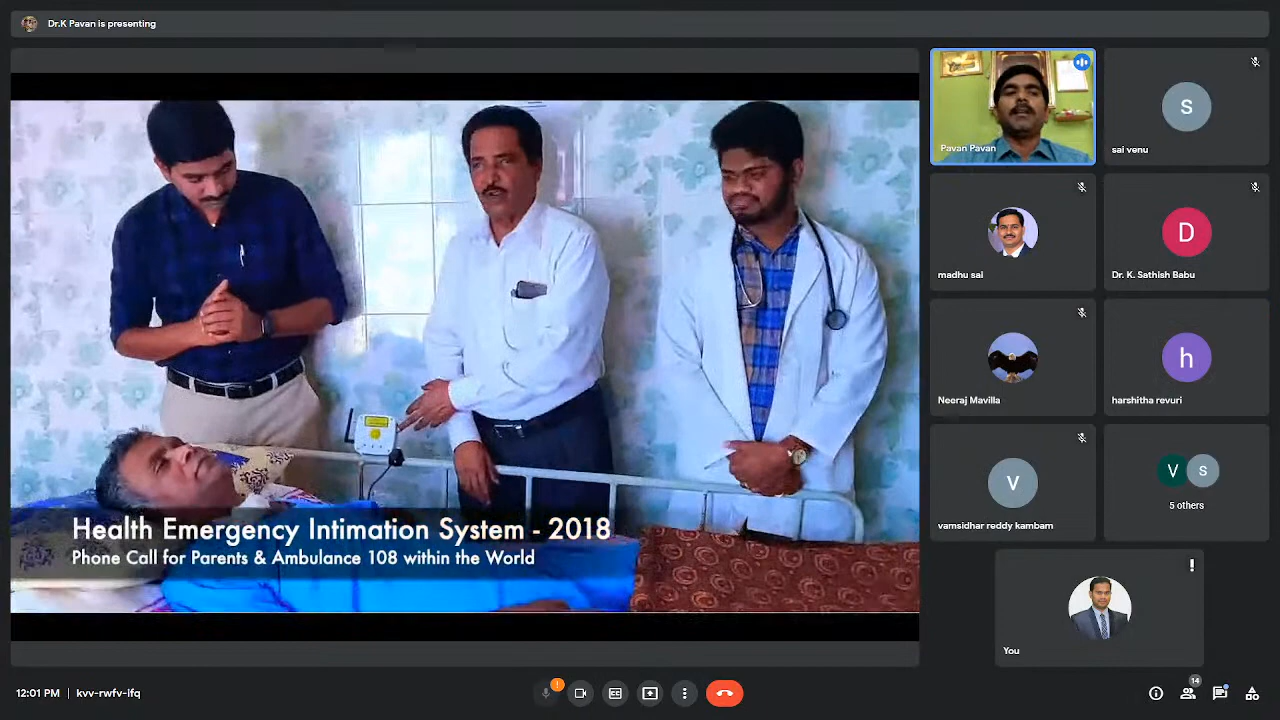 Dr.K Pavan is presenting
Health Emergency Intimation System - 2018
Phone Call for Parents & Ambulance 108 within the World
Pavan Pavan
S
sai venu
madhu sai
D
Dr. K. Sathish Babu
Neeraj Mavilla
h
harshitha revuri
V
vamsidhar reddy kambam
V S
5 others
You
12:01 PM | kvv-rwfv-ifq
14